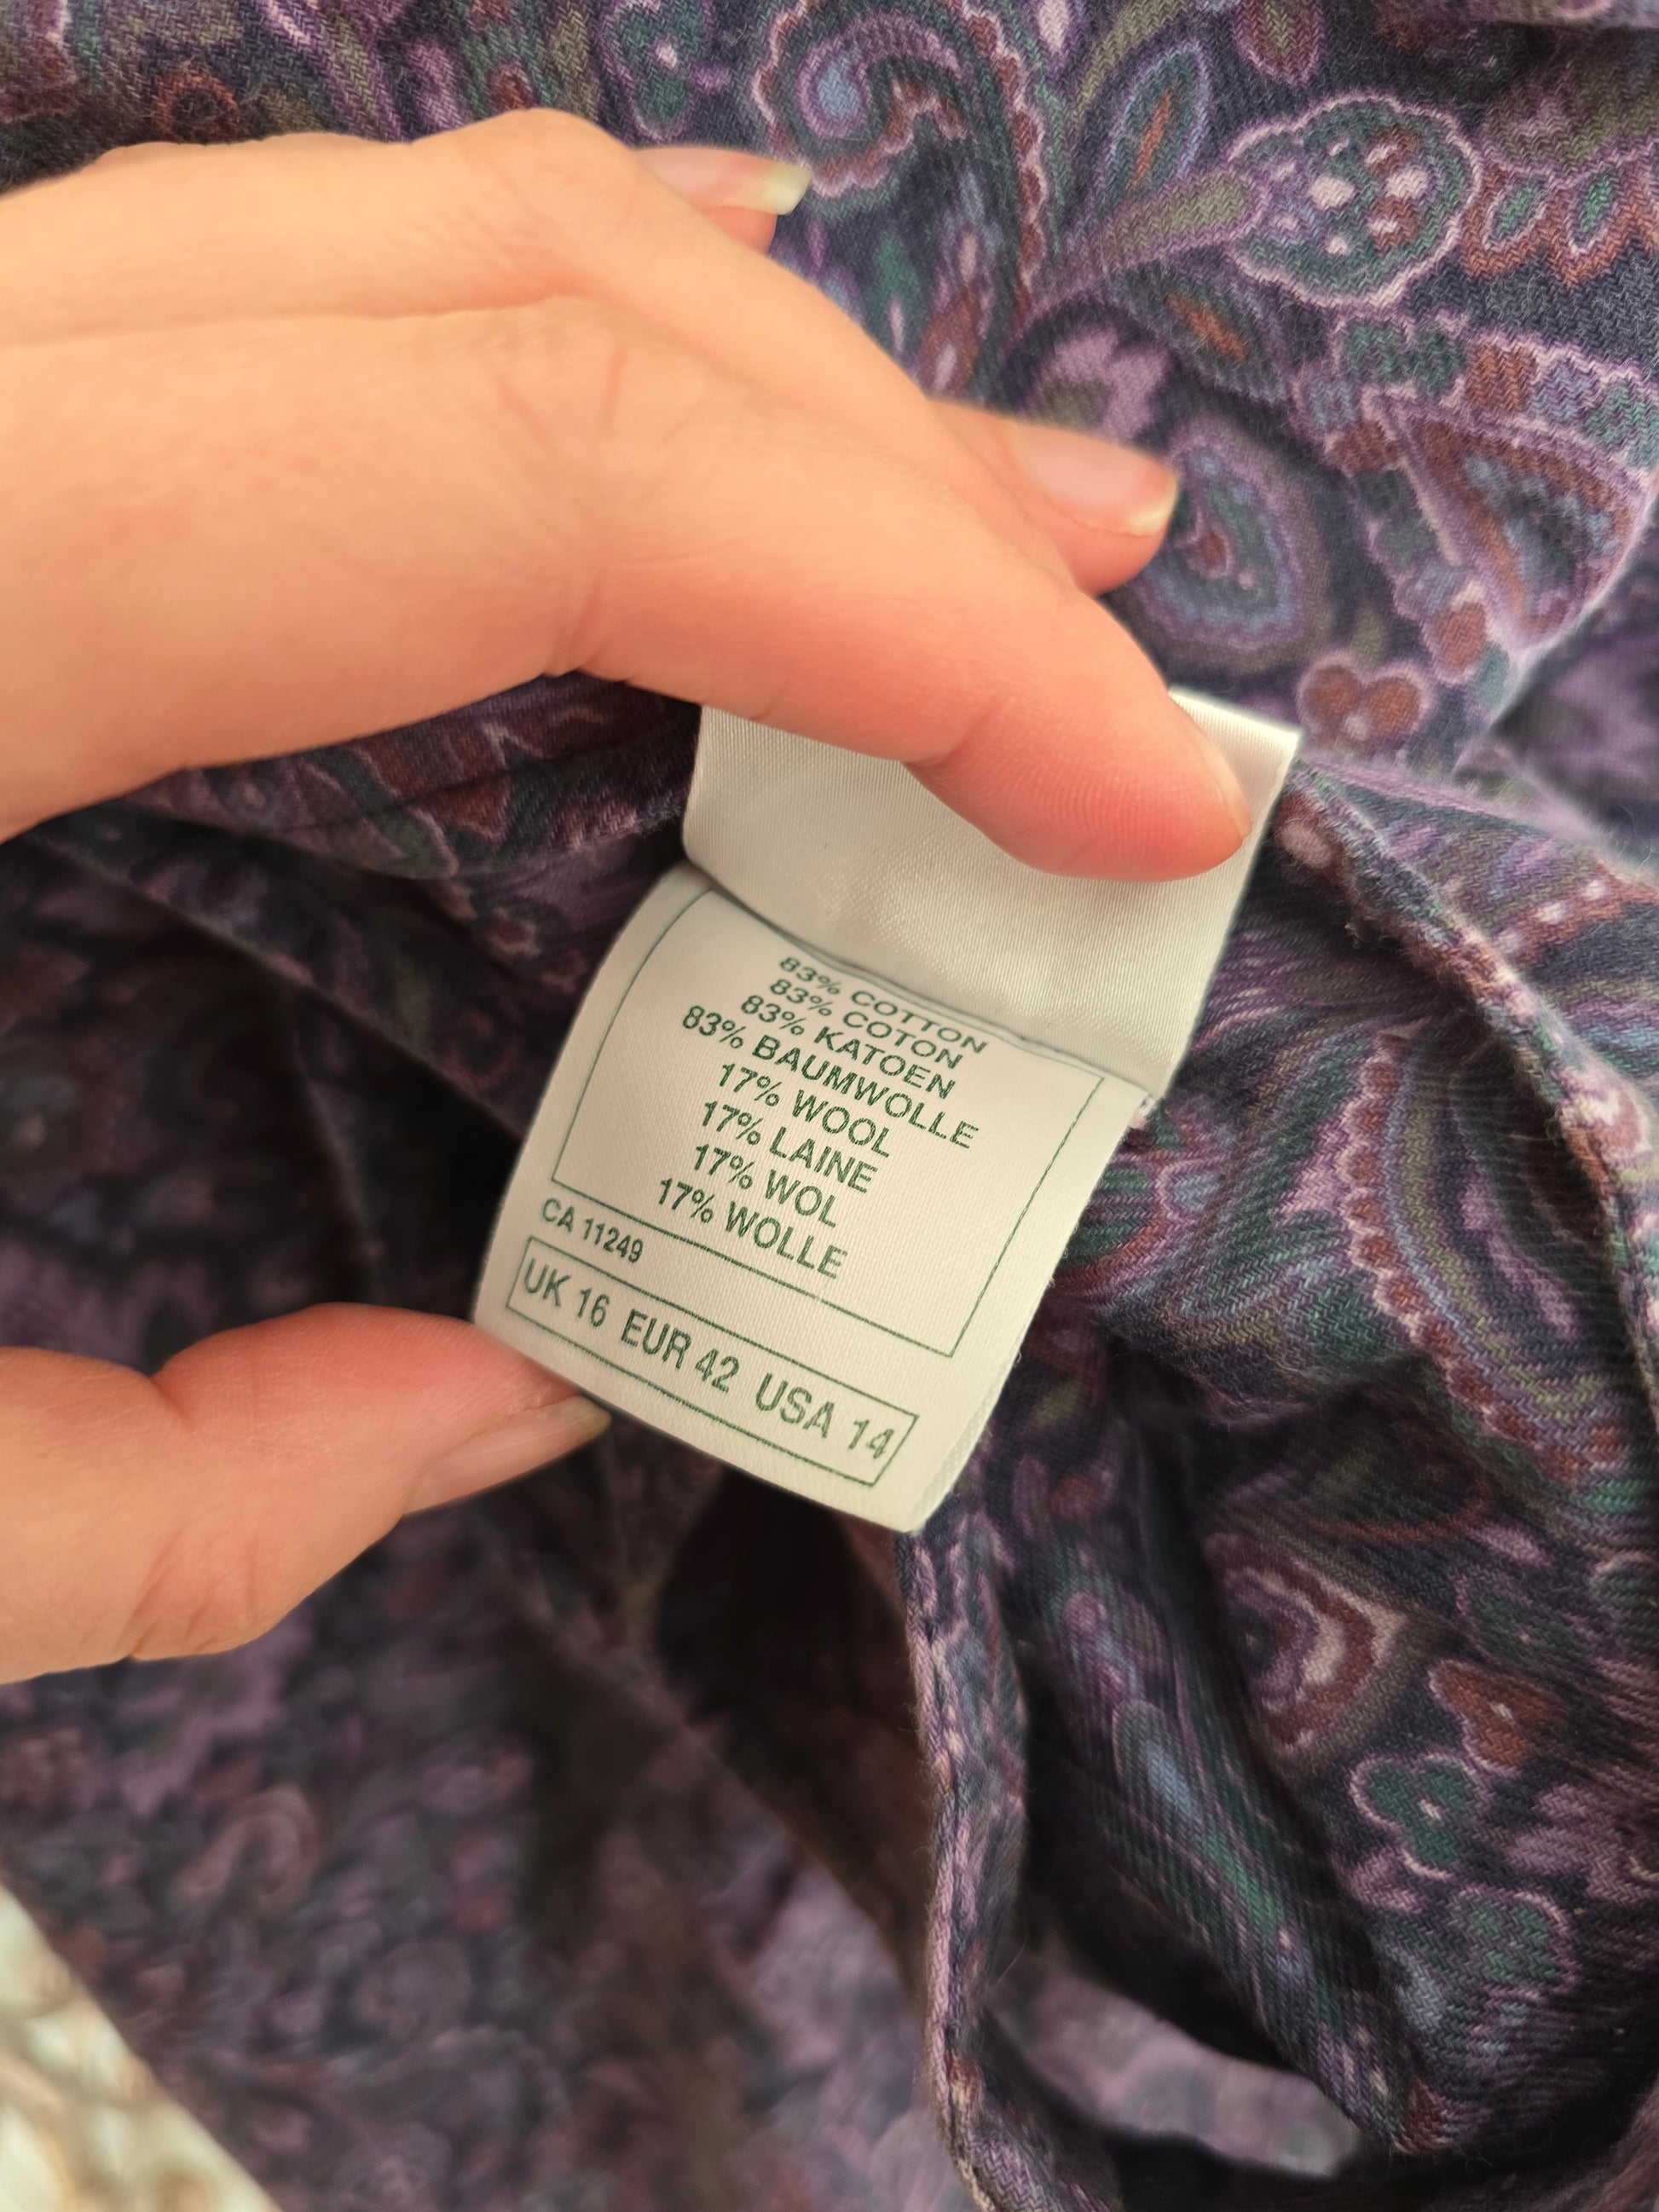 83% COTTON
83% COTON
83% KATOEN
83% BAUMWOLLE
17% WOOL
17% LAINE
17% WOL
17% WOLLE
CA 11249
UK 16 EUR 42 USA 14